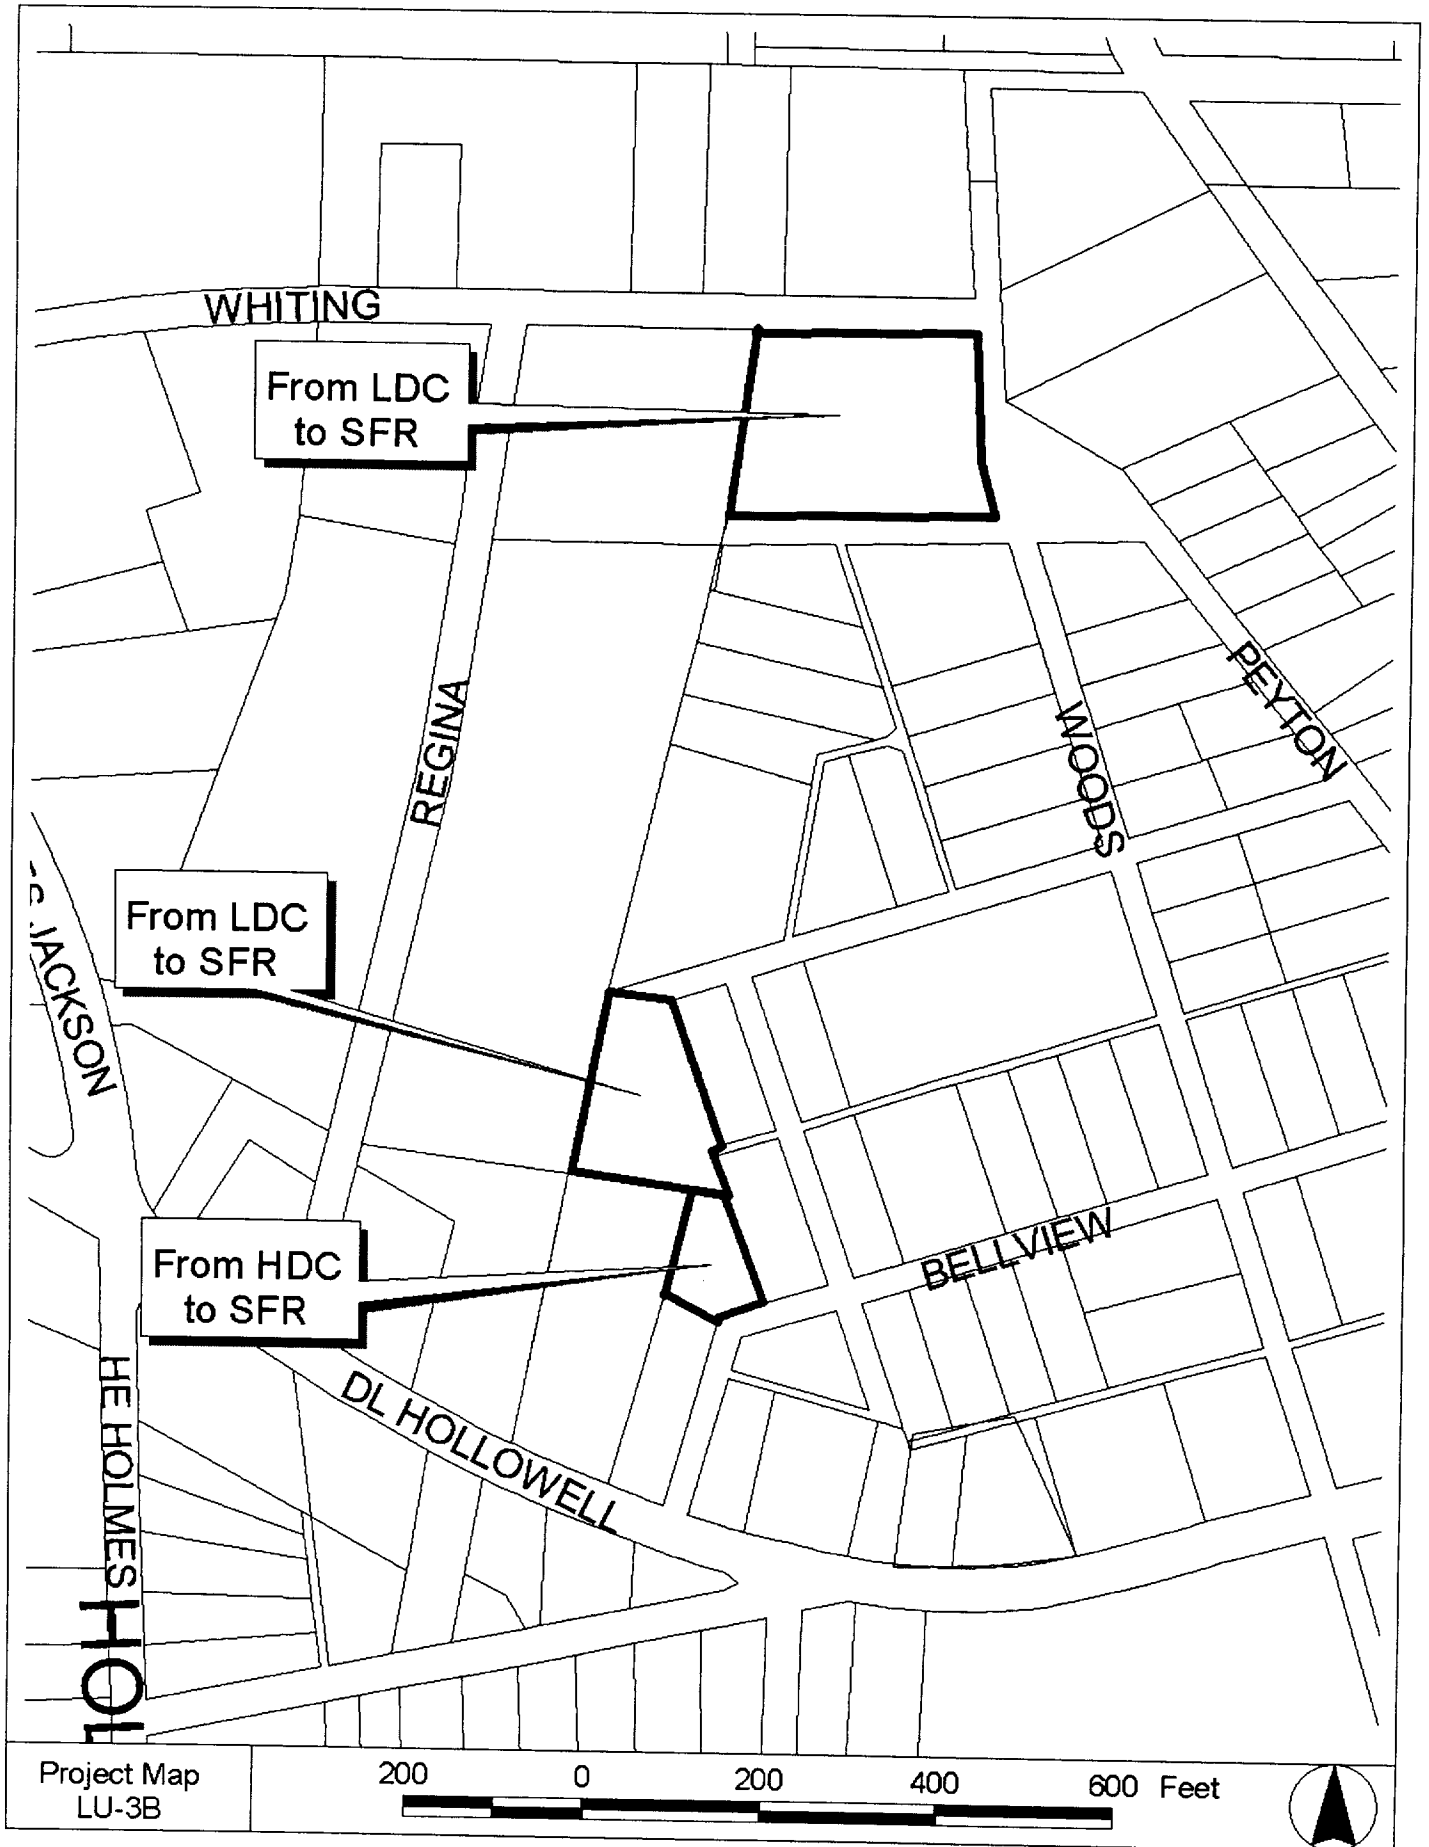 WHITING
From LDC
to SFR
REGINA
PEYTON
WOODS
From LDC
to SFR
JACKSON
From HDC
to SFR
BELLVIEW
DL HOLLOWELL
HE HOLMES
HOL
Project Map
LU-3B
200 0 200 400 600 Feet